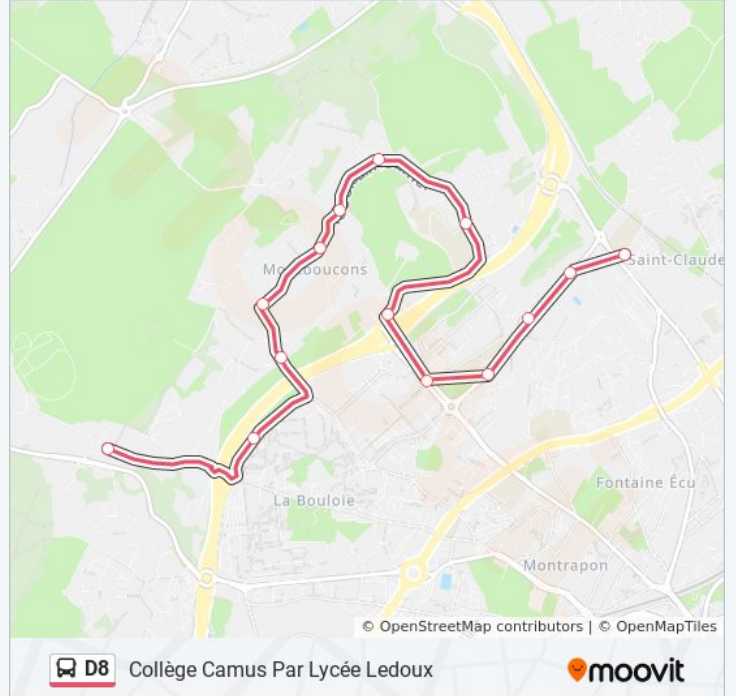 Saint-Claude
Montboucons
Fontaine Écu
La Bouloie
Montrapon
© OpenStreetMap contributors | © OpenMapTiles
D8 Collège Camus Par Lycée Ledoux
moovit